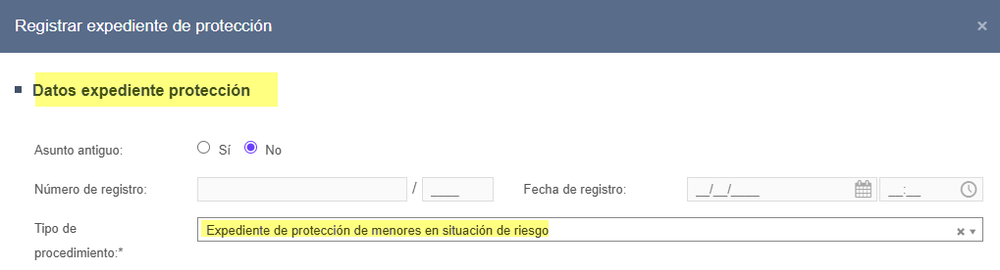 Registrar expediente de protección ×
Datos expediente protección
Asunto antiguo: Sí No
Número de registro: / ____ Fecha de registro: __/__/____ __:__
Tipo de Expediente de protección de menores en situación de riesgo
procedimiento:*